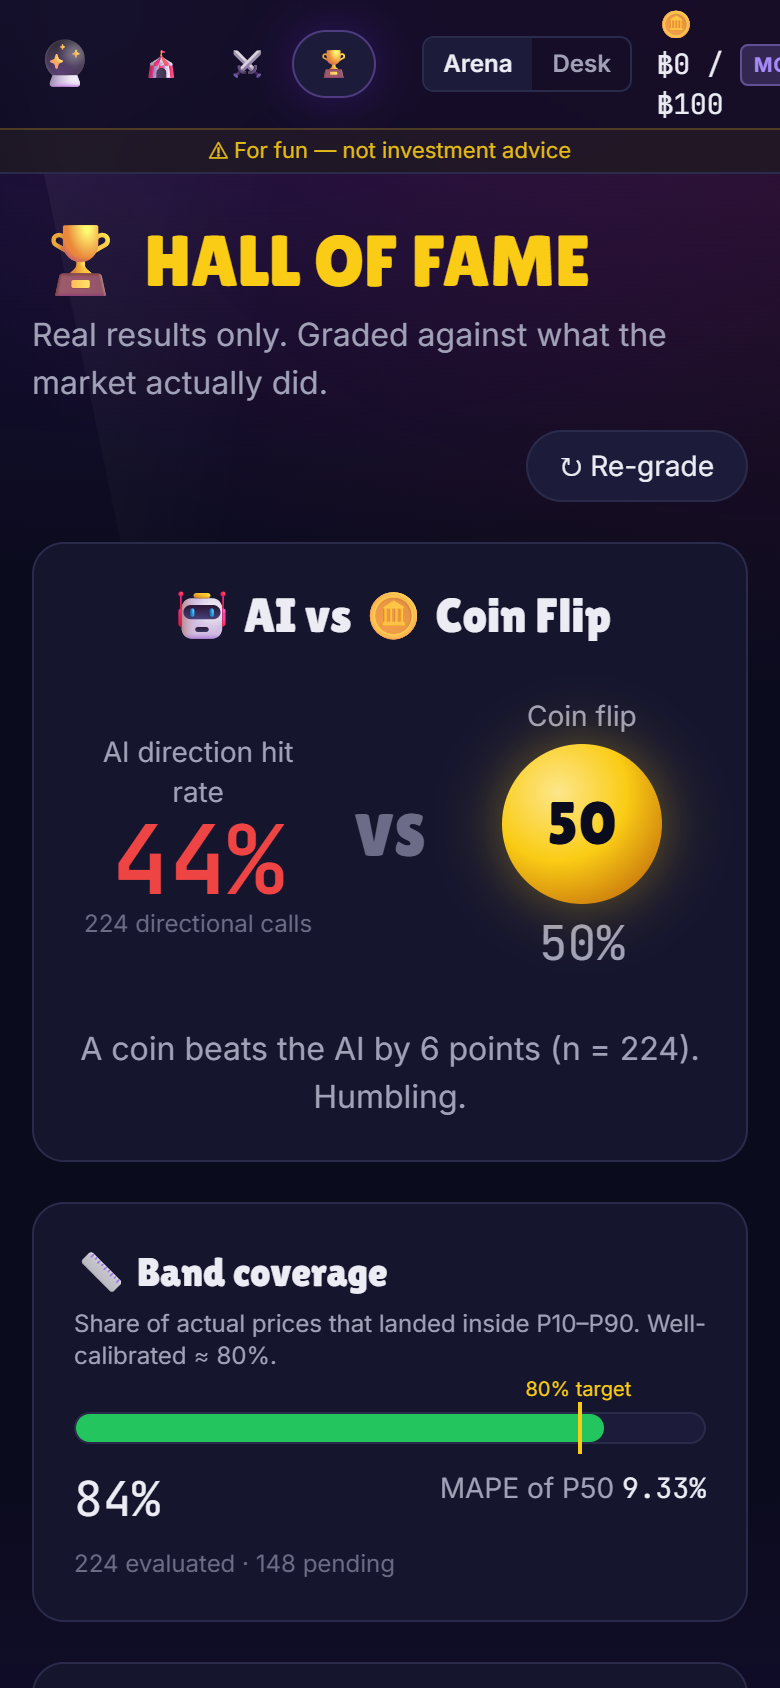 Arena Desk
฿0 /
฿100
⚠ For fun — not investment advice
HALL OF FAME
Real results only. Graded against what the
market actually did.
↻ Re-grade
AI vs Coin Flip
AI direction hit
rate
44%
224 directional calls
VS
Coin flip
50
50%
A coin beats the AI by 6 points (n = 224).
Humbling.
Band coverage
Share of actual prices that landed inside P10–P90. Well-
calibrated ≈ 80%.
80% target
84%
MAPE of P50 9.33%
224 evaluated · 148 pending